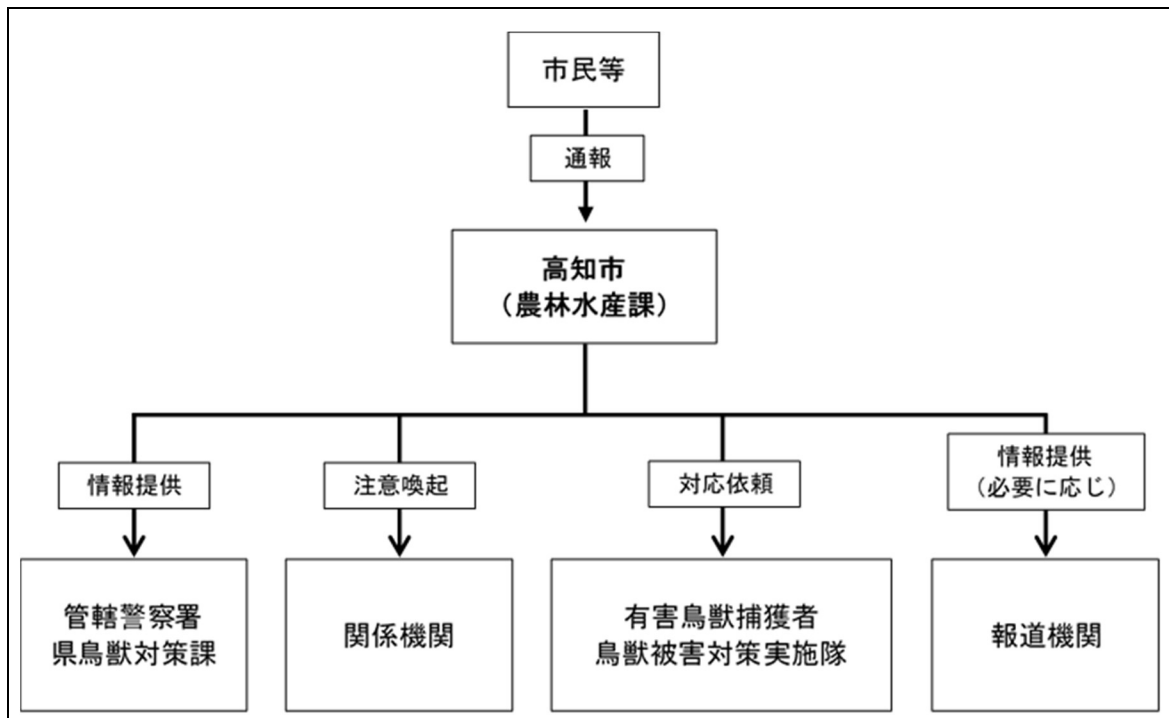 市民等
通報
高知市
（農林水産課）
情報提供
注意喚起
対応依頼
情報提供
（必要に応じ）
管轄警察署
県鳥獣対策課
関係機関
有害鳥獣捕獲者
鳥獣被害対策実施隊
報道機関